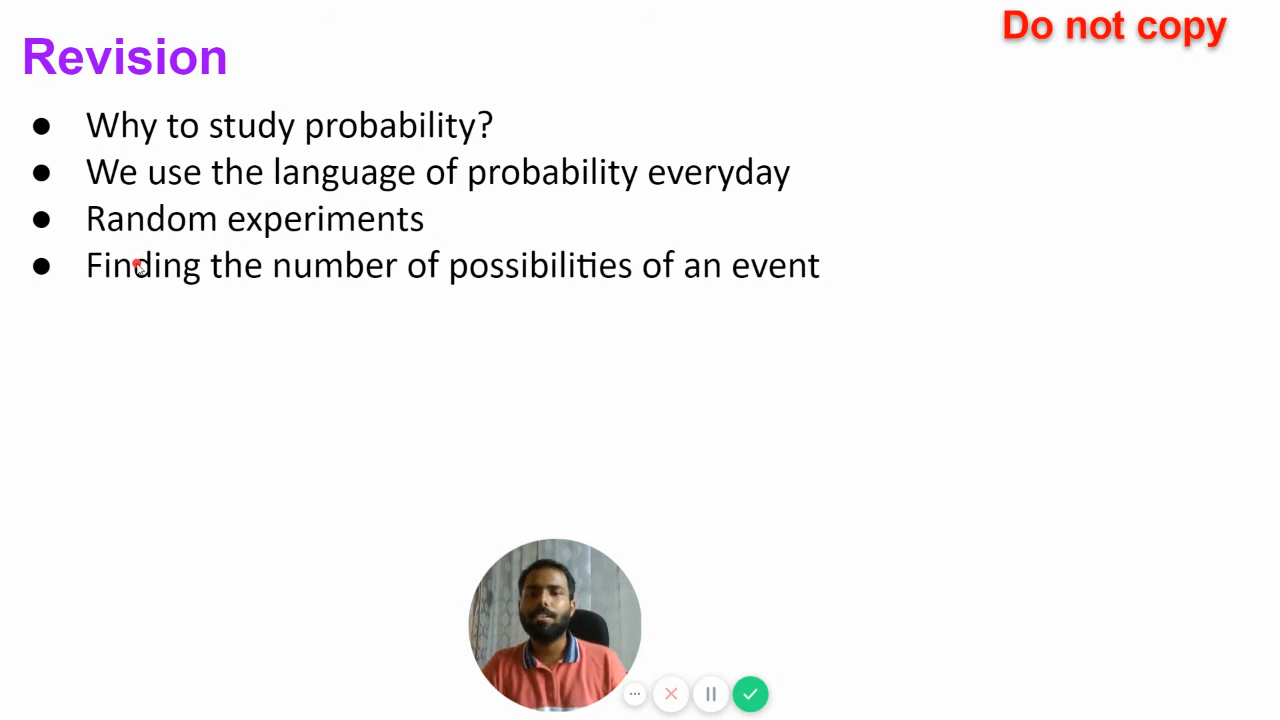 Do not copy
Revision
● Why to study probability?
● We use the language of probability everyday
● Random experiments
● Finding the number of possibilities of an event